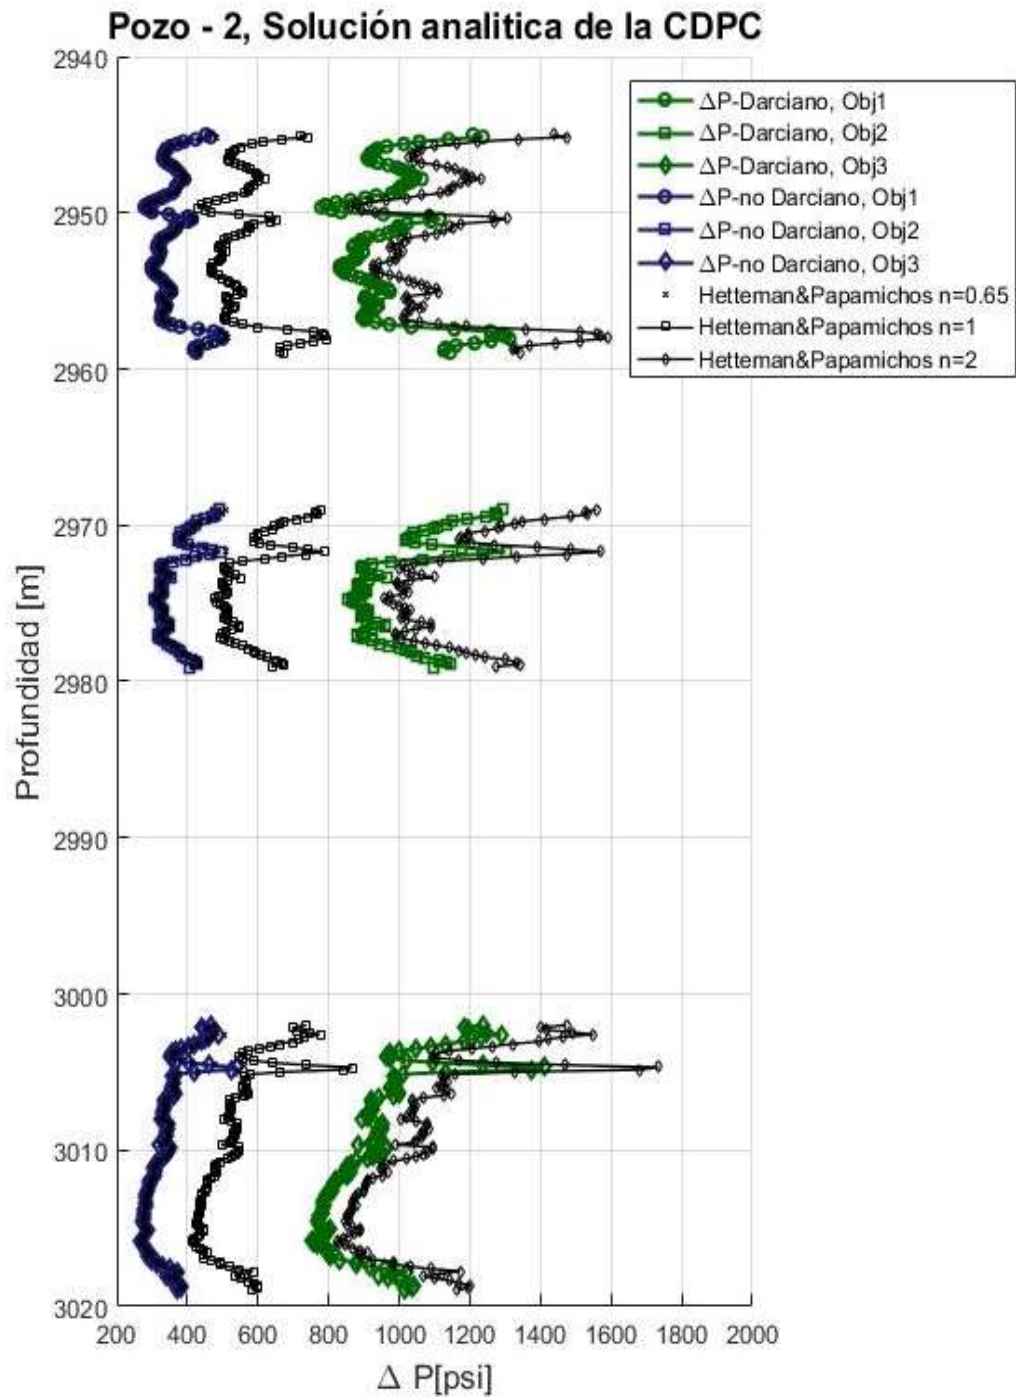 Pozo - 2, Solución analitica de la CDPC
2940
2950
2960
2970
2980
2990
3000
3010
3020
Profundidad [m]
ΔP-Darciano, Obj1
ΔP-Darciano, Obj2
ΔP-Darciano, Obj3
ΔP-no Darciano, Obj1
ΔP-no Darciano, Obj2
ΔP-no Darciano, Obj3
Hetteman&Papamichos n=0.65
Hetteman&Papamichos n=1
Hetteman&Papamichos n=2
200 400 600 800 1000 1200 1400 1600 1800 2000
Δ P[psi]